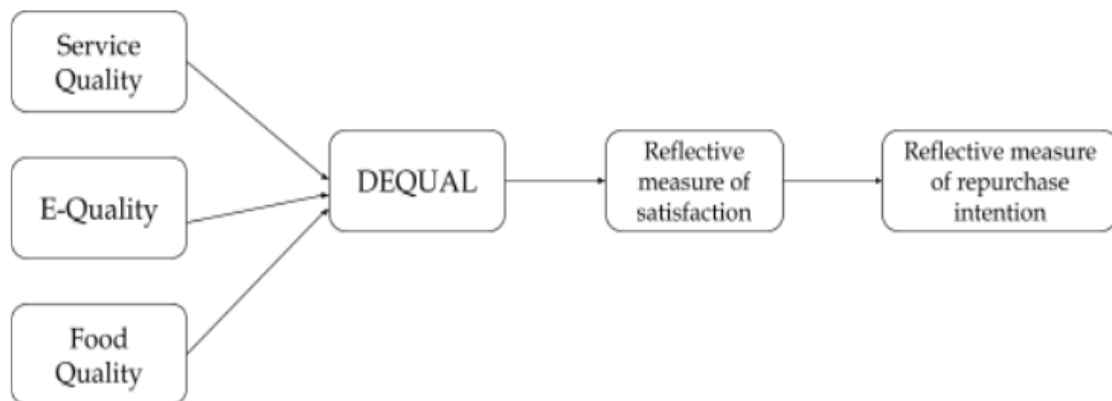 Service
Quality
E-Quality
Food
Quality
DEQUAL
Reflective
measure of
satisfaction
Reflective measure
of repurchase
intention